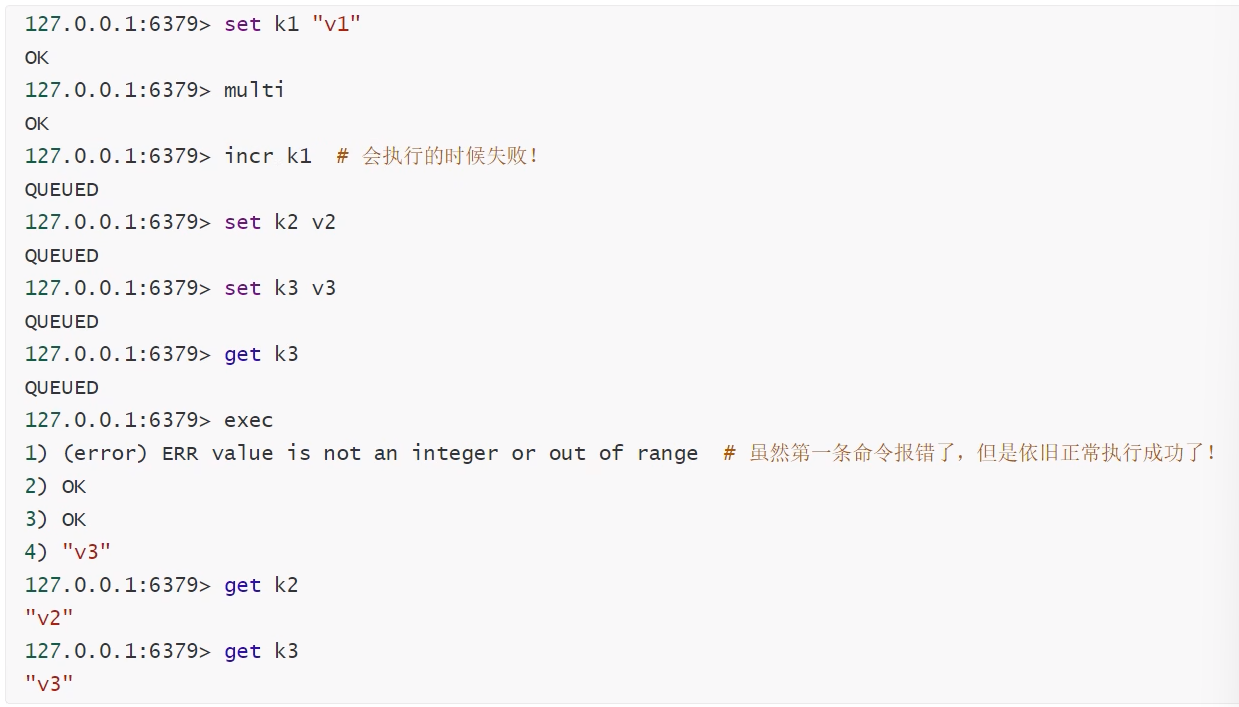 127.0.0.1:6379> set k1 "v1"
OK
127.0.0.1:6379> multi
OK
127.0.0.1:6379> incr k1  # 会执行的时候失败！
QUEUED
127.0.0.1:6379> set k2 v2
QUEUED
127.0.0.1:6379> set k3 v3
QUEUED
127.0.0.1:6379> get k3
QUEUED
127.0.0.1:6379> exec
1) (error) ERR value is not an integer or out of range  # 虽然第一条命令报错了，但是依旧正常执行成功了！
2) OK
3) OK
4) "v3"
127.0.0.1:6379> get k2
"v2"
127.0.0.1:6379> get k3
"v3"